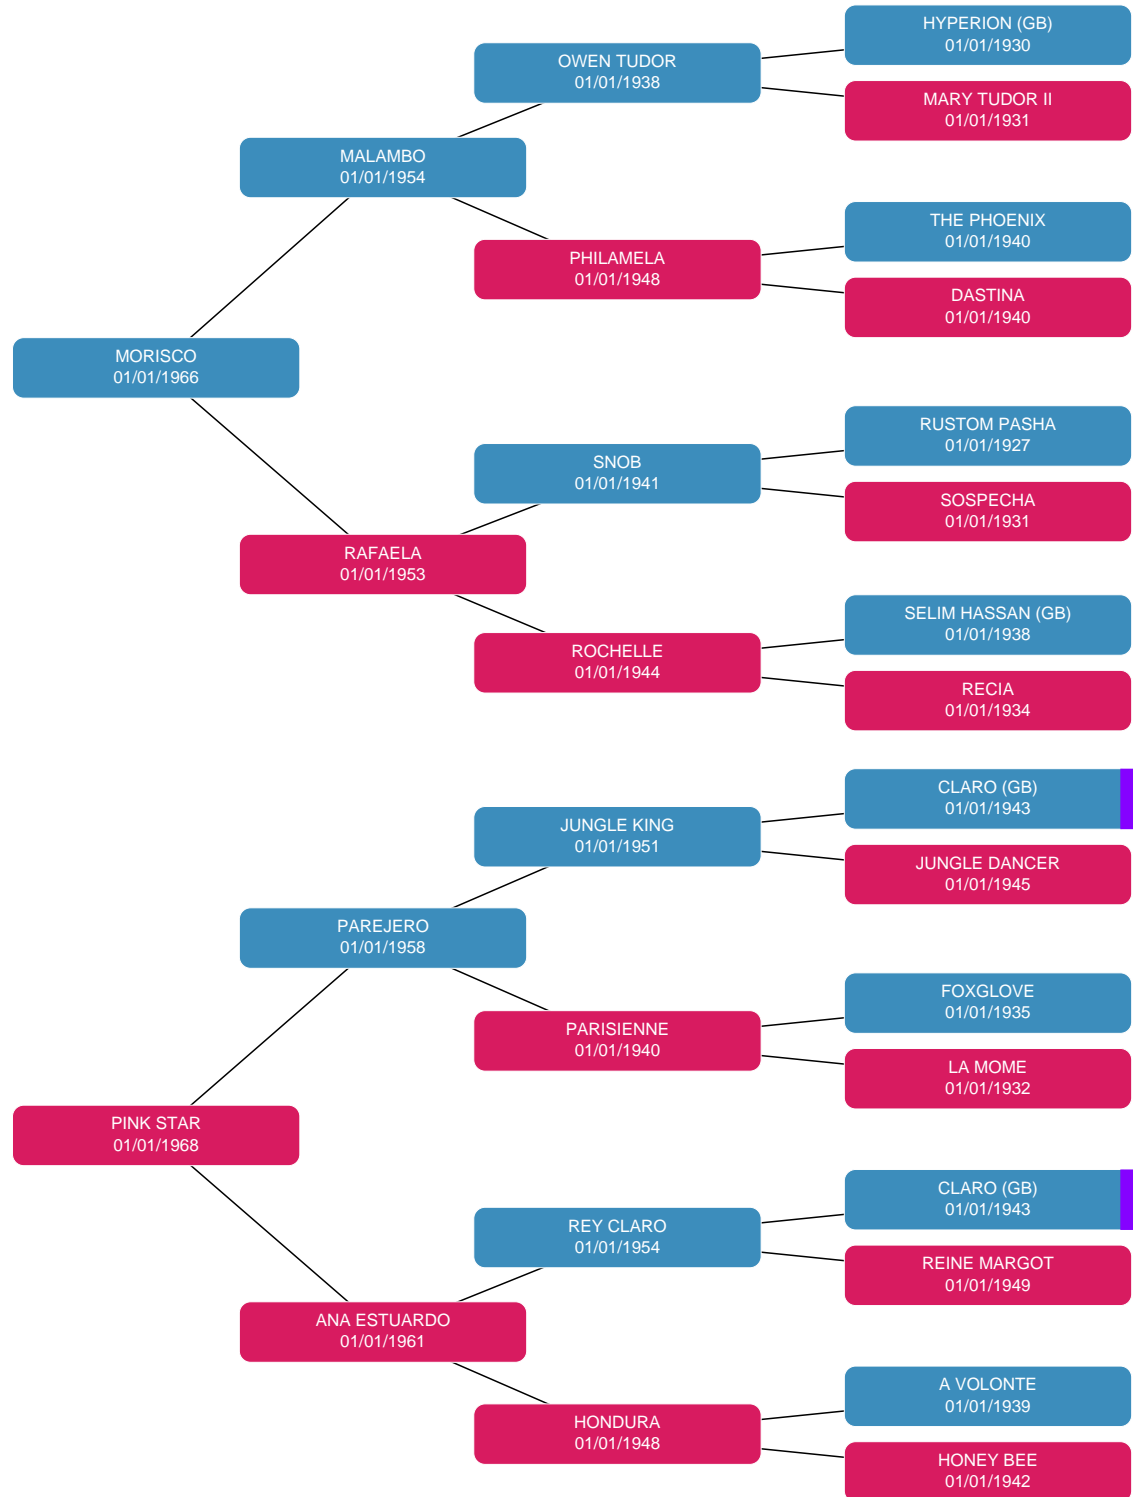 HYPERION (GB)
01/01/1930
OWEN TUDOR
01/01/1938
MARY TUDOR II
01/01/1931
MALAMBO
01/01/1954
THE PHOENIX
01/01/1940
PHILAMELA
01/01/1948
DASTINA
01/01/1940
MORISCO
01/01/1966
RUSTOM PASHA
01/01/1927
SNOB
01/01/1941
SOSPECHA
01/01/1931
RAFAELA
01/01/1953
SELIM HASSAN (GB)
01/01/1938
ROCHELLE
01/01/1944
RECIA
01/01/1934
CLARO (GB)
01/01/1943
JUNGLE KING
01/01/1951
JUNGLE DANCER
01/01/1945
PAREJERO
01/01/1958
FOXGLOVE
01/01/1935
PARISIENNE
01/01/1940
LA MOME
01/01/1932
PINK STAR
01/01/1968
CLARO (GB)
01/01/1943
REY CLARO
01/01/1954
REINE MARGOT
01/01/1949
ANA ESTUARDO
01/01/1961
A VOLONTE
01/01/1939
HONDURA
01/01/1948
HONEY BEE
01/01/1942